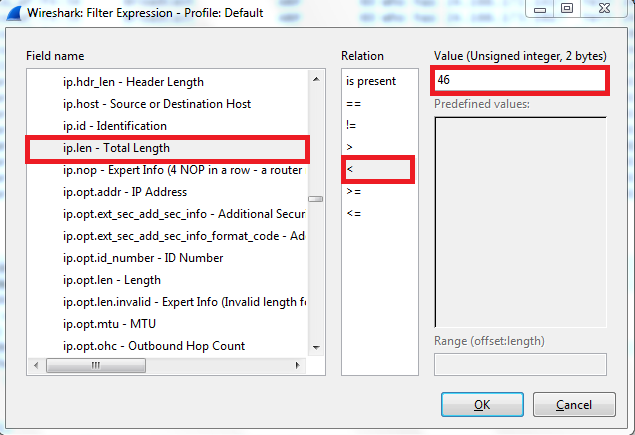 Wireshark: Filter Expression - Profile: Default
Field name
ip.hdr_len - Header Length
ip.host - Source or Destination Host
ip.id - Identification
ip.len - Total Length
ip.nop - Expert Info (4 NOP in a row - a router
ip.opt.addr - IP Address
ip.opt.ext_sec_add_sec_info - Additional Secur
ip.opt.ext_sec_add_sec_info_format_code - Ad
ip.opt.id_number - ID Number
ip.opt.len - Length
ip.opt.len.invalid - Expert Info (Invalid length fo
ip.opt.mtu - MTU
ip.opt.ohc - Outbound Hop Count
Relation
is present
==
!=
>
<
>=
<=
Value (Unsigned integer, 2 bytes)
46
Predefined values:
Range (offset:length)
OK
Cancel